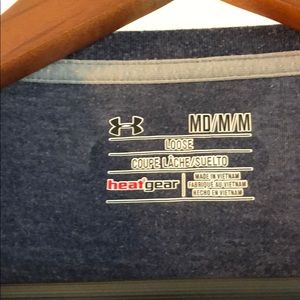 MD/M/M
LOOSE
COUPE LÂCHE/SUELTO
heatgear
MADE IN VIETNAM
FABRIQUÉ AU VIETNAM
HECHO EN VIETNAM